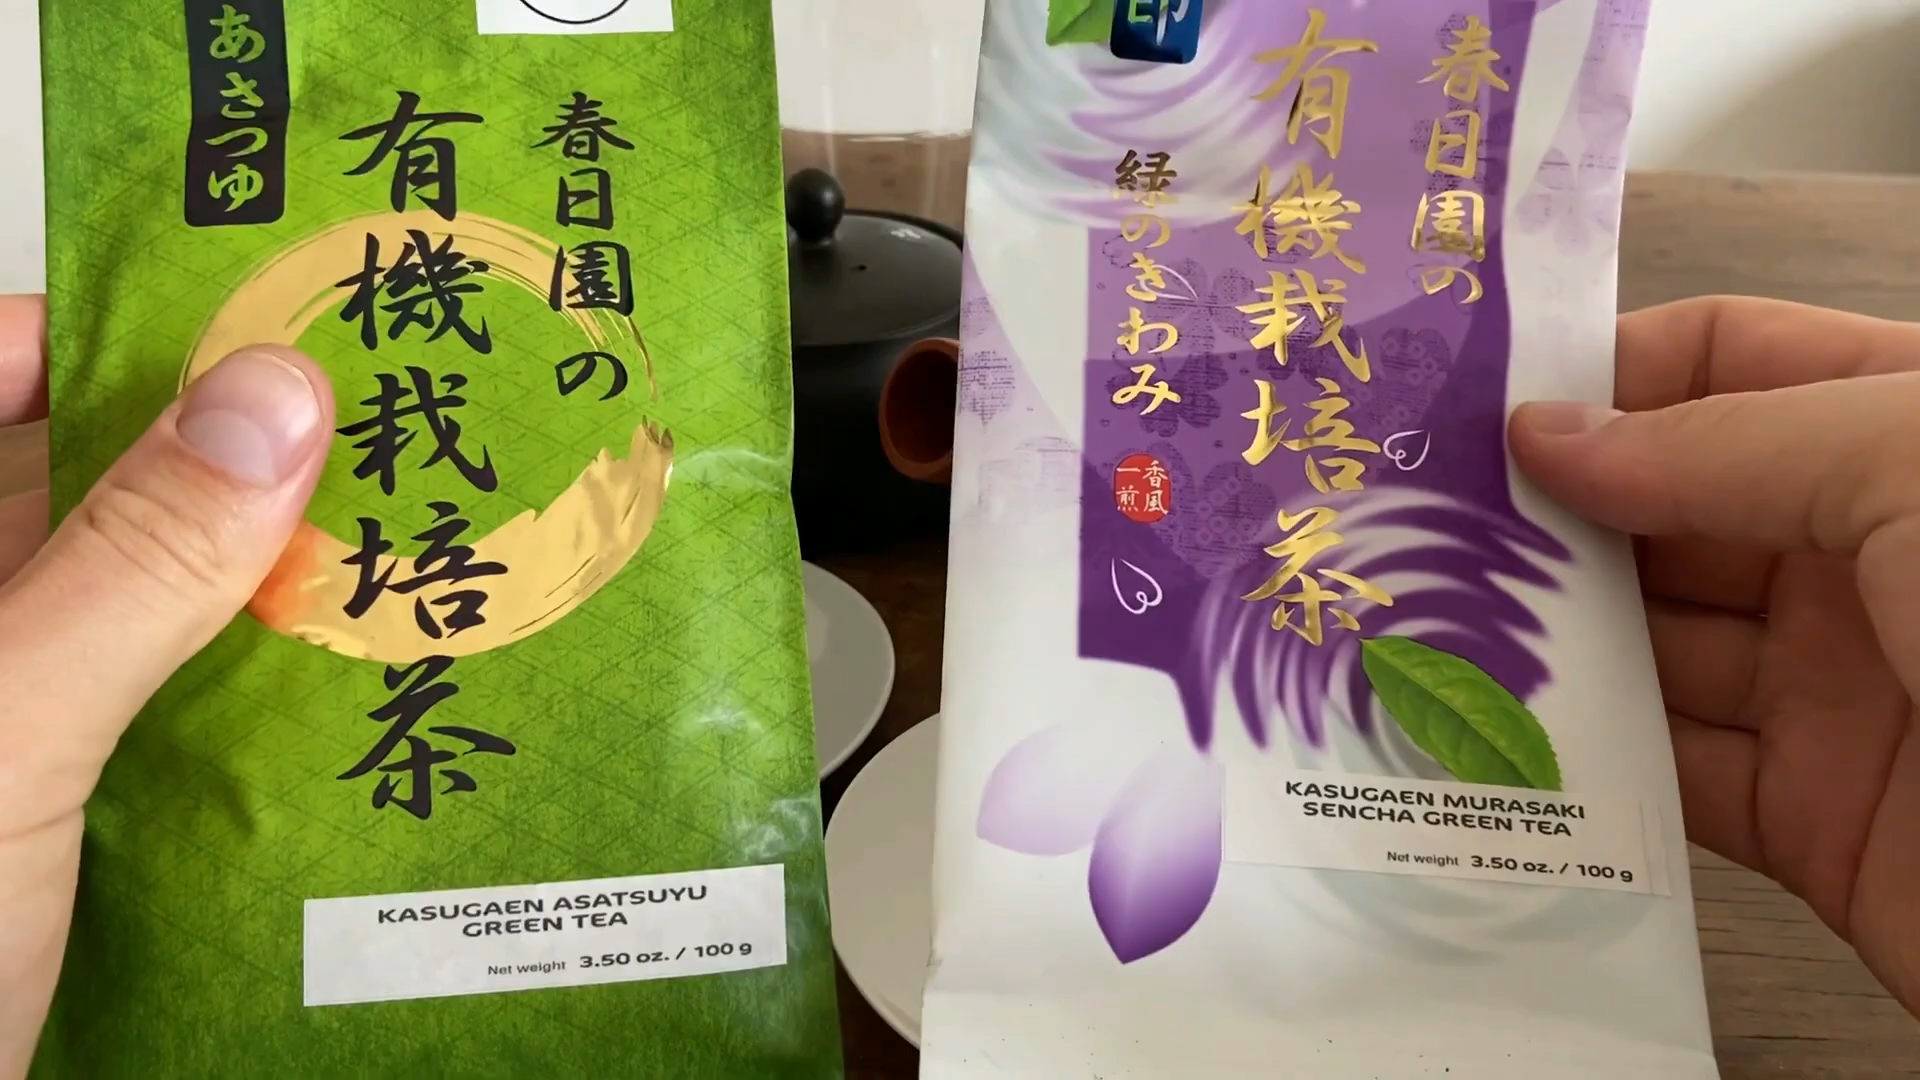 あさつゆ
春日園の
有機栽培茶
KASUGAEN ASATSUYU
GREEN TEA
Net weight 3.50 oz. / 100 g
印
春日園の
有機栽培茶
緑のきわみ
香風
一煎
KASUGAEN MURASAKI
SENCHA GREEN TEA
Net weight 3.50 oz. / 100 g